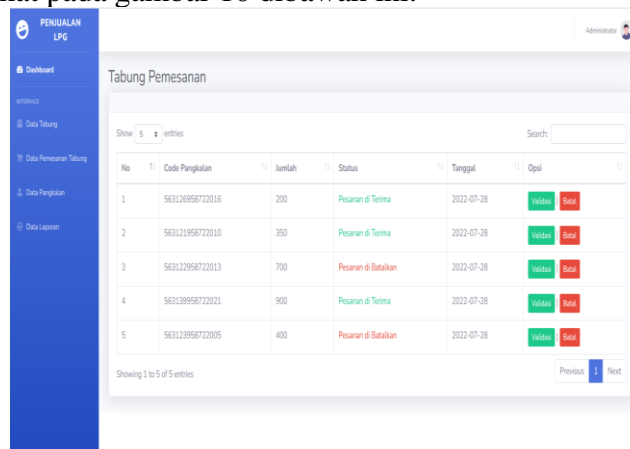 PENJUALAN
LPG
Administrator
Dashboard
Tabung Pemesanan
INTERFACE
Data Tabung
Show 5 entries Search:
Data Pemesanan Tabung
No Code Pangkalan Jumlah Status Tanggal Opsi
Data Pangkalan
1 563126958722016 200 Pesanan di Terima 2022-07-28 Validasi Batal
Data Laporan
2 563121958722010 350 Pesanan di Terima 2022-07-28 Validasi Batal
3 563122958722013 700 Pesanan di Batalkan 2022-07-28 Validasi Batal
4 563139958722021 900 Pesanan di Terima 2022-07-28 Validasi Batal
5 563123958722005 400 Pesanan di Batalkan 2022-07-28 Validasi Batal
Showing 1 to 5 of 5 entries Previous 1 Next